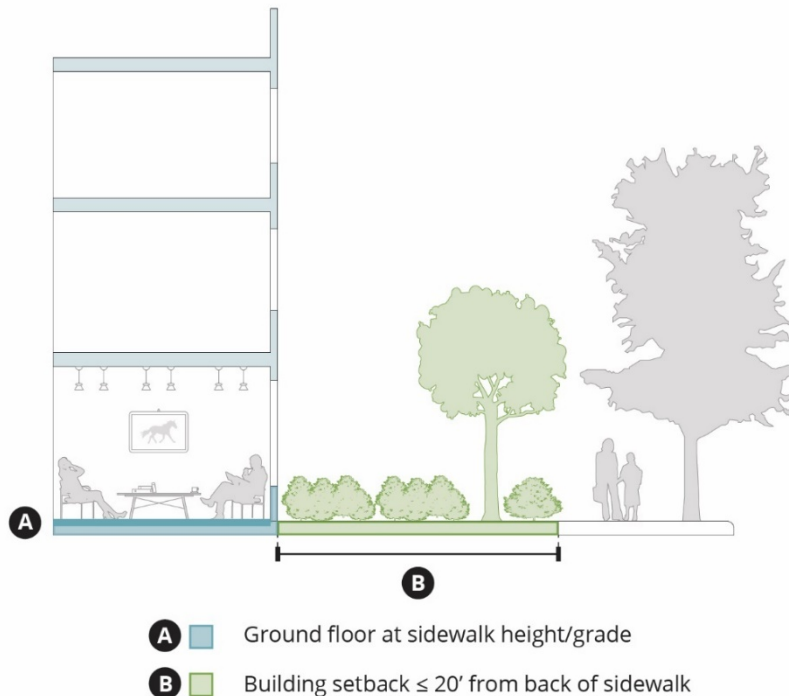 A
B
A Ground floor at sidewalk height/grade
B Building setback ≤ 20’ from back of sidewalk